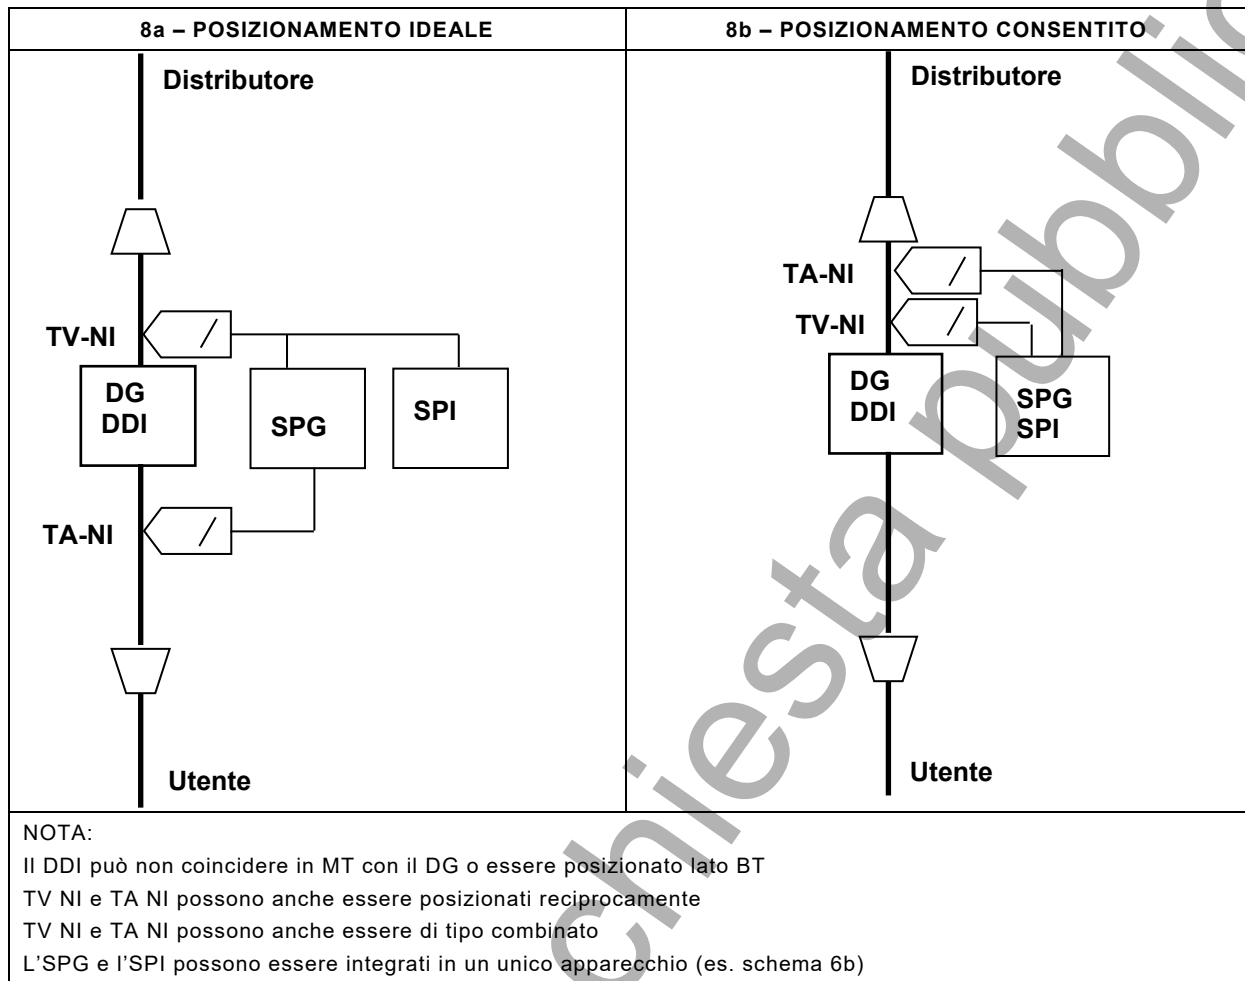 8a – POSIZIONAMENTO IDEALE
8b – POSIZIONAMENTO CONSENTITO
Distributore
TV-NI
DG
DDI
SPG
SPI
TA-NI
Utente
Distributore
TA-NI
TV-NI
DG
DDI
SPG
SPI
Utente
NOTA:
Il DDI può non coincidere in MT con il DG o essere posizionato lato BT
TV NI e TA NI possono anche essere posizionati reciprocamente
TV NI e TA NI possono anche essere di tipo combinato
L'SPG e l'SPI possono essere integrati in un unico apparecchio (es. schema 6b)
chiesta pubblic